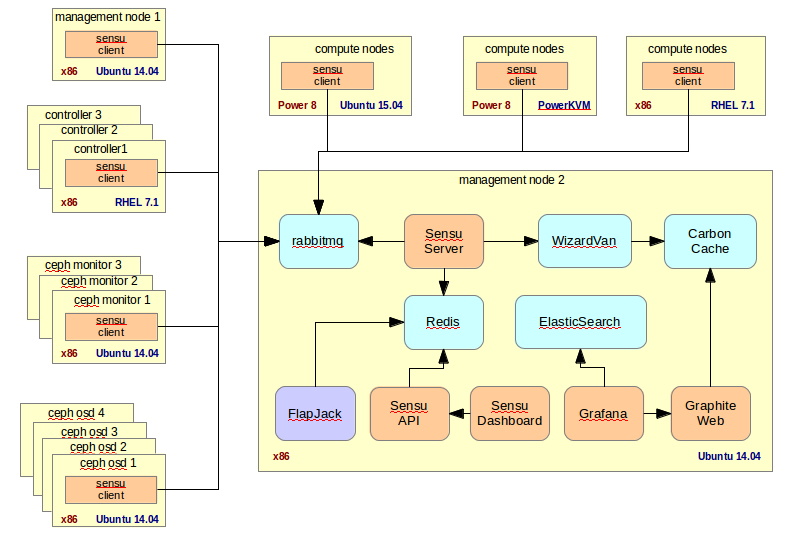 management node 1
sensu
client
x86 Ubuntu 14.04
controller 3
controller 2
controller1
sensu
client
x86 RHEL 7.1
ceph monitor 3
ceph monitor 2
ceph monitor 1
sensu
client
x86 Ubuntu 14.04
ceph osd 4
ceph osd 3
ceph osd 2
ceph osd 1
sensu
client
x86 Ubuntu 14.04
compute nodes
sensu
client
Power 8 Ubuntu 15.04
compute nodes
sensu
client
Power 8 PowerKVM
compute nodes
sensu
client
x86 RHEL 7.1
management node 2
rabbitmq
Sensu
Server
WizardVan
Carbon
Cache
Redis
ElasticSearch
FlapJack
Sensu
API
Sensu
Dashboard
Grafana
Graphite
Web
x86 Ubuntu 14.04